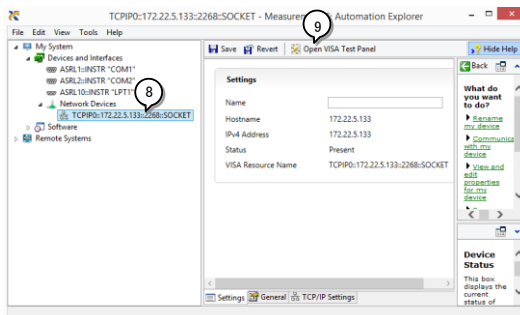 TCPIP0::172.22.5.133::2268::SOCKET - Measurem
Automation Explorer
9
File Edit View Tools Help
My System
Devices and Interfaces
ASRL1::INSTR "COM1"
ASRL2::INSTR "COM2"
ASRL10::INSTR "LPT1"
8
Network Devices
TCPIP0::172.22.5.133::2268::SOCKET
Software
Remote Systems
Save Revert Open VISA Test Panel
Hide Help
Settings
Name
Hostname 172.22.5.133
IPv4 Address 172.22.5.133
Status Present
VISA Resource Name TCPIP0::172.22.5.133::2268::SOCKET
Settings General TCP/IP Settings
Back
What do
you want
to do?
Rename
my device
Communica
with my
device
View and
edit
properties
for my
device
Device
Status
This box
displays the
current
status of